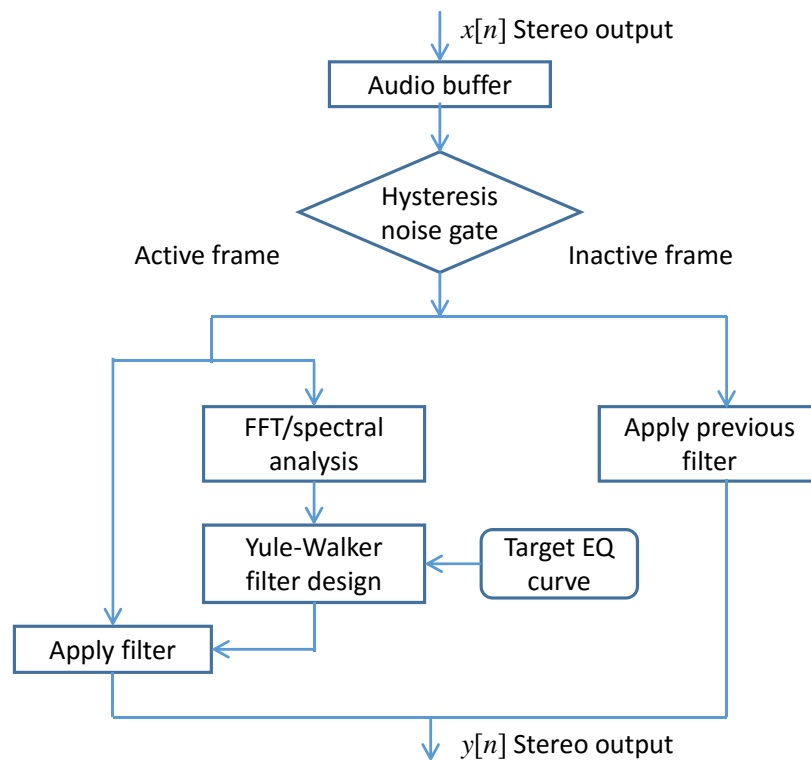 x[n] Stereo output
Audio buffer
Hysteresis
noise gate
Active frame
Inactive frame
FFT/spectral
analysis
Apply previous
filter
Yule-Walker
filter design
Target EQ
curve
Apply filter
y[n] Stereo output